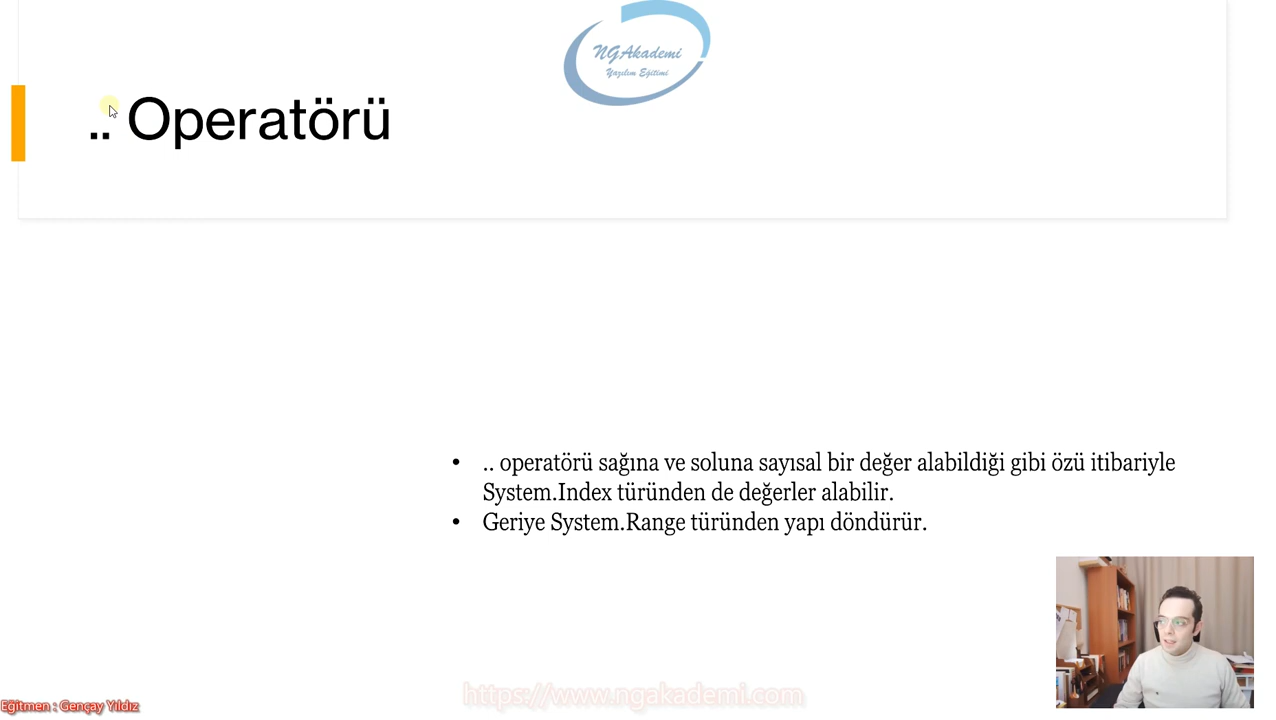 NGAkademi
Yazılım Eğitimi
.. Operatörü
• .. operatörü sağına ve soluna sayısal bir değer alabildiği gibi özü itibariyle
System.Index türünden de değerler alabilir.
• Geriye System.Range türünden yapı döndürür.
https://www.ngakademi.com
Eğitmen : Gençay Yıldız